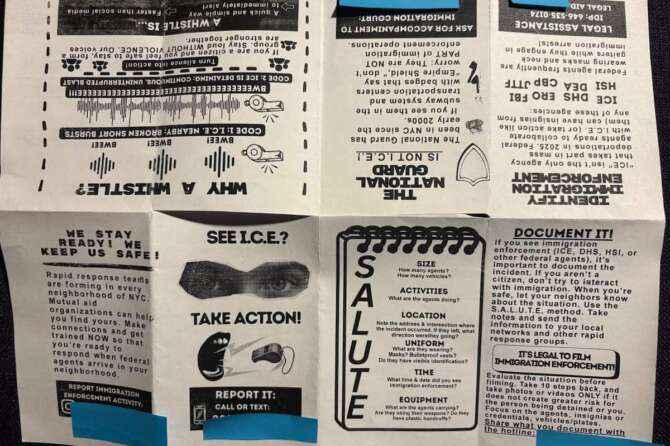 IDENTIFY
IMMIGRATION
ENFORCEMENT
"ICE" isn't the only agency
that takes part in mass
deportations in 2025. Federal
agents ready to collaborate
with (I.C.E. or
them) can have insignias from
any of these agencies:
ICE DHS ERO FBI
HSI DEA CBP JTTF
Federal agents frequently are
wearing masks and neck
gaiters while they engage in
immigration arrests!
LEGAL ASSISTANCE
IDP: 646 535 0174
LEGAL AID
THE
NATIONAL
GUARD
IS NOT I.C.E.!
The National Guard has
been in NYC since the
early 2000s.
If you see them in the
subway system and
transportation centers
with badges that say
"Empire Shield", don't
worry: they are NOT
PART of immigration
enforcement operations.
ASK FOR ACCOMPANIMENT
TO IMMIGRATION COURT:
WHY A WHISTLE?
BWEE! BWEE! BWEE!
CODE 1: I.C.E. NEARBY: BROKEN SHORT BURSTS
CODE 2: ICE DETAINING SOMEONE: CONTINUOUS, UNINTERRUPTED BLAST
Turn silence into action!
If you are a citizen and you feel safe to stay, form a
loud group. Stay LOUD WITHOUT VIOLENCE. Our voices
are stronger together.
A WHISTLE IS...
A quick and simple way
to immediately alert
Faster than social media
WE STAY
READY! WE
KEEP US SAFE!
Rapid response teams
are forming in every
neighborhood of NYC.
Mutual aid
organizations can help
you find yours. Make
connections and get
trained NOW so that
you're ready to
respond when federal
agents arrive in your
neighborhood.
REPORT IMMIGRATION
ENFORCEMENT ACTIVITY:
SEE I.C.E.?
TAKE ACTION!
REPORT IT:
CALL OR TEXT:
SALUTE
SIZE
How many agents?
How many vehicles?
ACTIVITIES
What are the agents doing?
LOCATION
Note the address & intersection where
the incident occurred. If they left, what
direction were they going?
UNIFORM
What are they wearing?
Masks? Bulletproof vests?
Do they have visible identification?
TIME
What time & date did you see
immigration enforcement?
EQUIPMENT
What are the agents carrying?
Are they using their weapons? Do they
have plastic handcuffs?
DOCUMENT IT!
If you see immigration
enforcement (ICE, DHS, HSI, or
other federal agents), it's
important to document the
incident. If you aren't a
citizen, don't try to interact
with immigration. When you're
safe, let your neighbors know
about the situation. Use the
S.A.L.U.T.E. method. Take
notes and send the
information to your local
networks and other rapid
response groups.
IT'S LEGAL TO FILM
IMMIGRATION ENFORCEMENT!
Evaluate the situation before
filming. Take 10 steps back, and
take photos or videos ONLY if it
does not create greater risk for
the person being detained or you.
Focus on the agents, insignias or
credentials, vehicles/plates.
Share what you document with
the hotline: